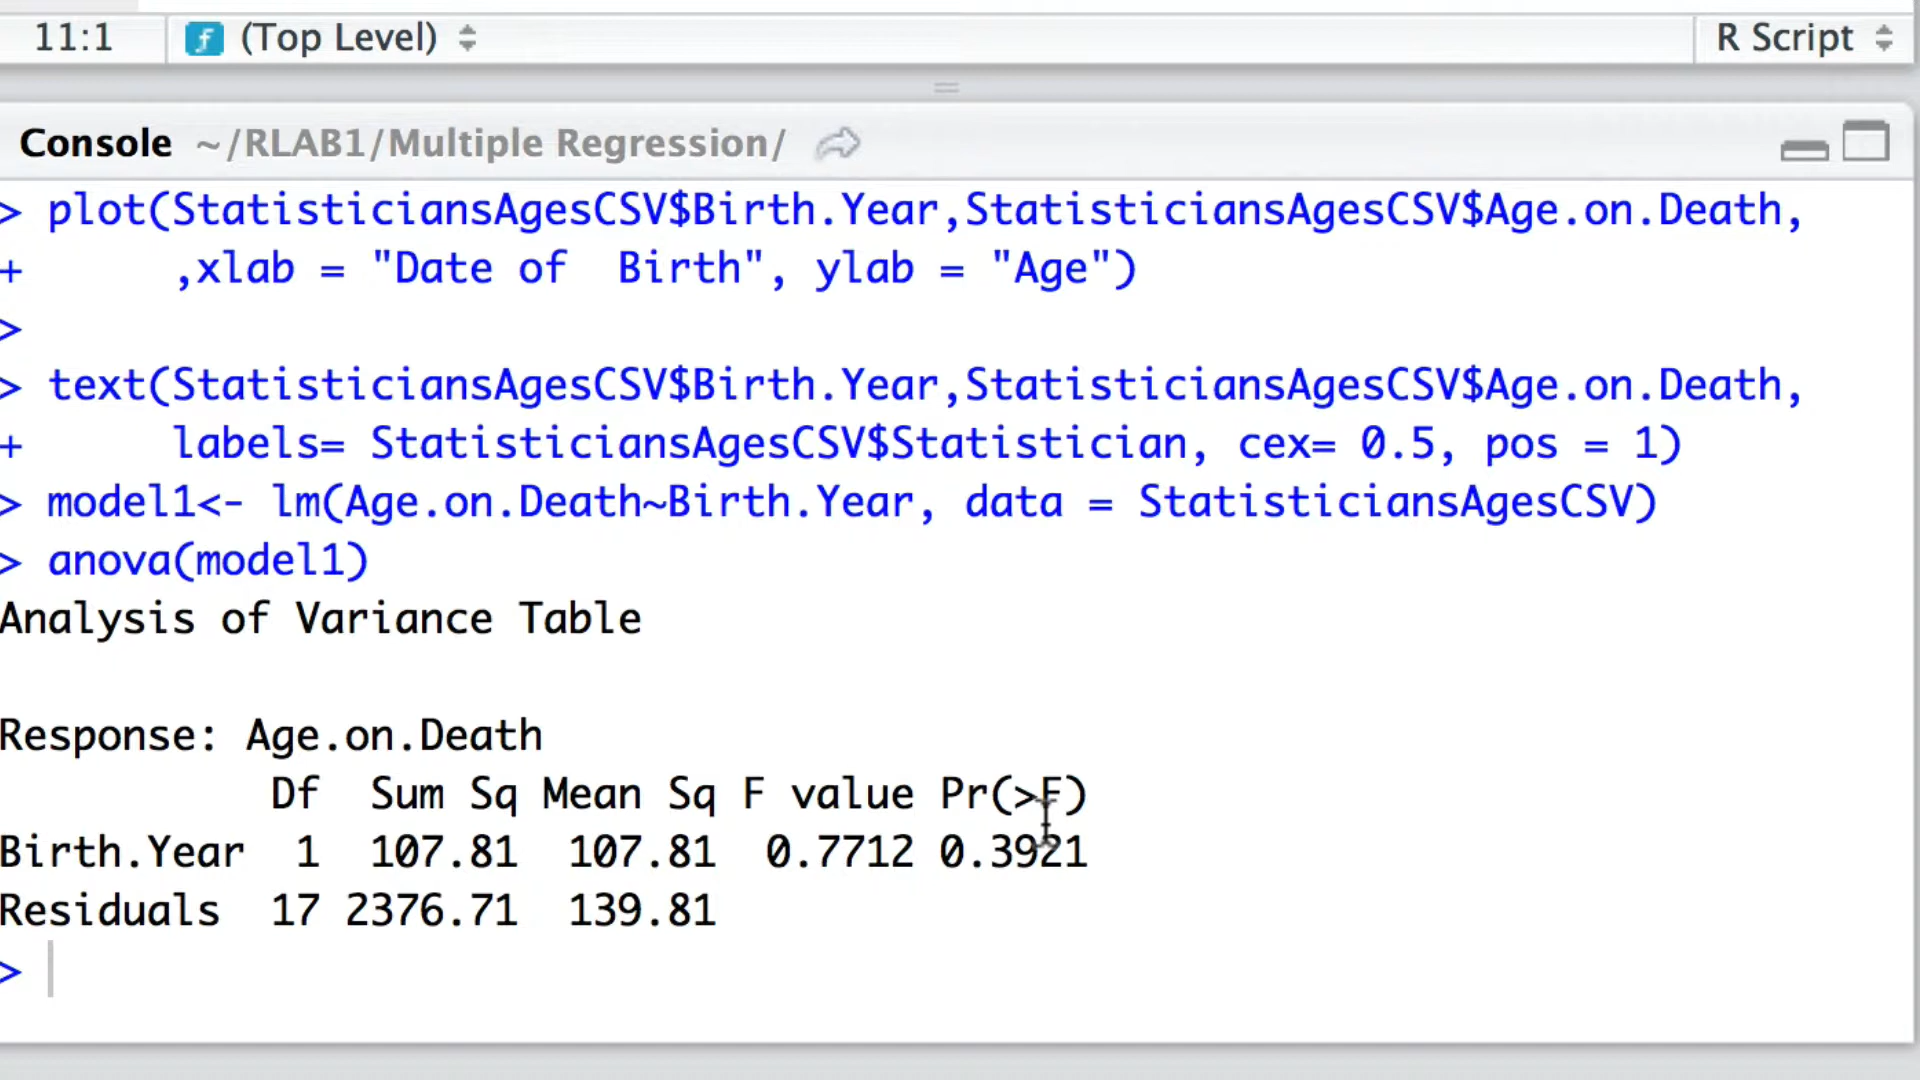 11:1 (Top Level) R Script
Console ~/RLAB1/Multiple Regression/
> plot(StatisticiansAgesCSV$Birth.Year,StatisticiansAgesCSV$Age.on.Death,
+      ,xlab = "Date of  Birth", ylab = "Age")
>
> text(StatisticiansAgesCSV$Birth.Year,StatisticiansAgesCSV$Age.on.Death,
+      labels= StatisticiansAgesCSV$Statistician, cex= 0.5, pos = 1)
> model1<- lm(Age.on.Death~Birth.Year, data = StatisticiansAgesCSV)
> anova(model1)
Analysis of Variance Table
Response: Age.on.Death
           Df  Sum Sq Mean Sq F value Pr(>F)
Birth.Year  1  107.81  107.81  0.7712 0.3921
Residuals  17 2376.71  139.81
>